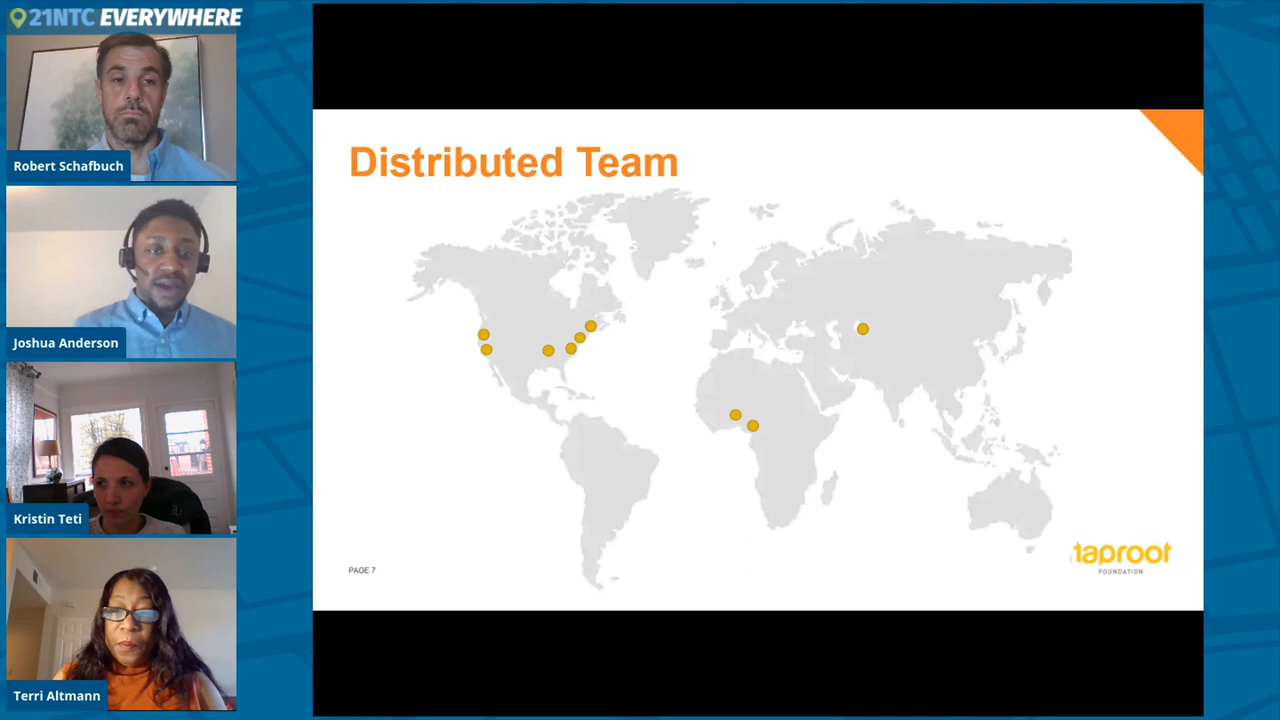 21NTC EVERYWHERE
Robert Schafbuch
Joshua Anderson
Kristin Teti
Terri Altmann
Distributed Team
PAGE 7
taproot
FOUNDATION